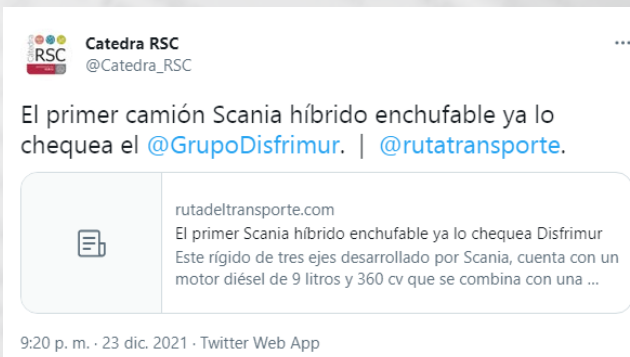 Cátedra
RSC
Catedra RSC
@Catedra_RSC
El primer camión Scania híbrido enchufable ya lo
chequea el @GrupoDisfrimur. | @rutatransporte.
rutadeltransporte.com
El primer Scania híbrido enchufable ya lo chequea Disfrimur
Este rígido de tres ejes desarrollado por Scania, cuenta con un
motor diésel de 9 litros y 360 cv que se combina con una ...
9:20 p. m. · 23 dic. 2021 · Twitter Web App